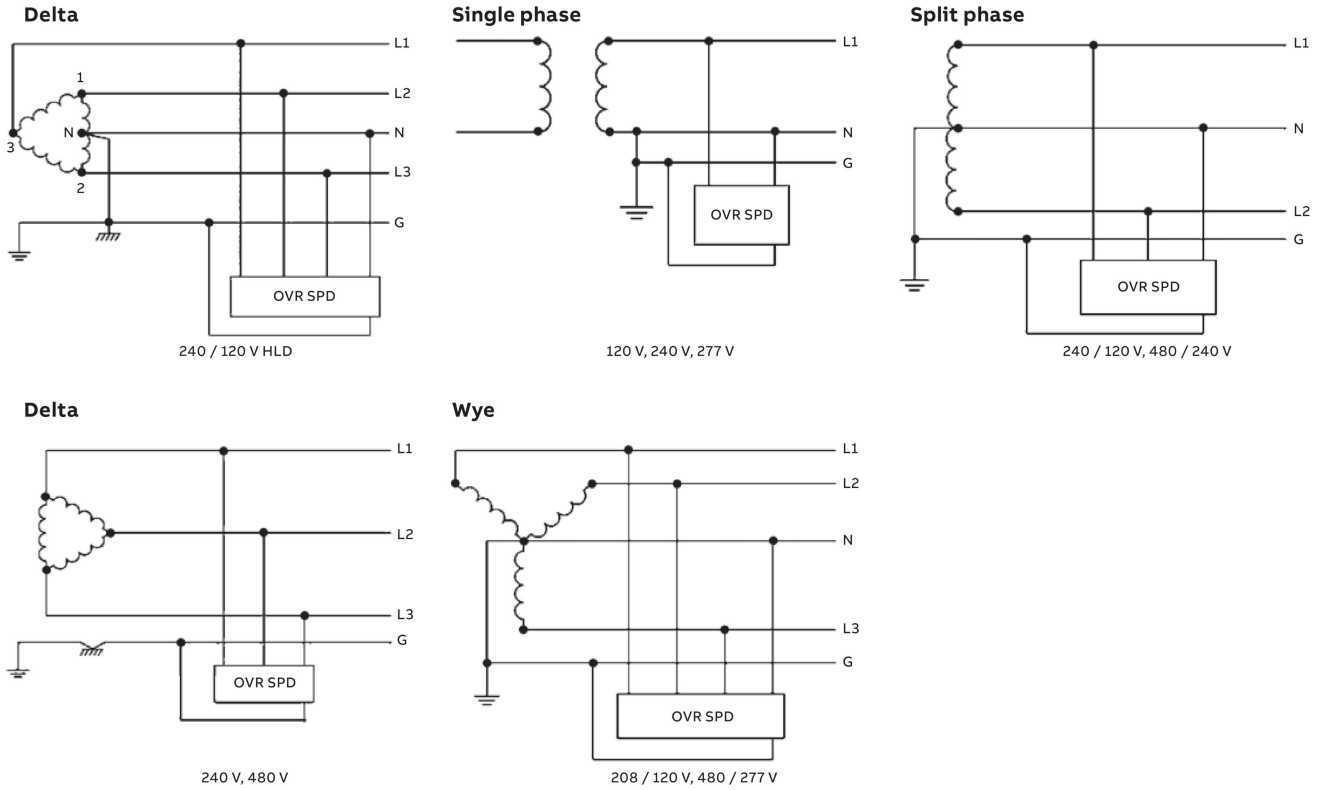 Delta
L1
1
L2
N
N
3
L3
2
G
OVR SPD
240 / 120 V HLD
Single phase
L1
N
G
OVR SPD
120 V, 240 V, 277 V
Split phase
L1
N
L2
G
OVR SPD
240 / 120 V, 480 / 240 V
Delta
L1
L2
L3
G
OVR SPD
240 V, 480 V
Wye
L1
L2
N
L3
G
OVR SPD
208 / 120 V, 480 / 277 V